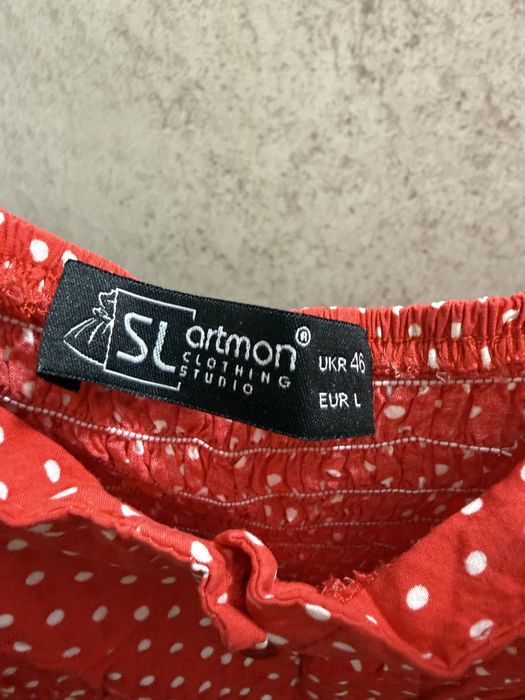 SL artmon ®
CLOTHING
STUDIO
UKR 46
EUR L